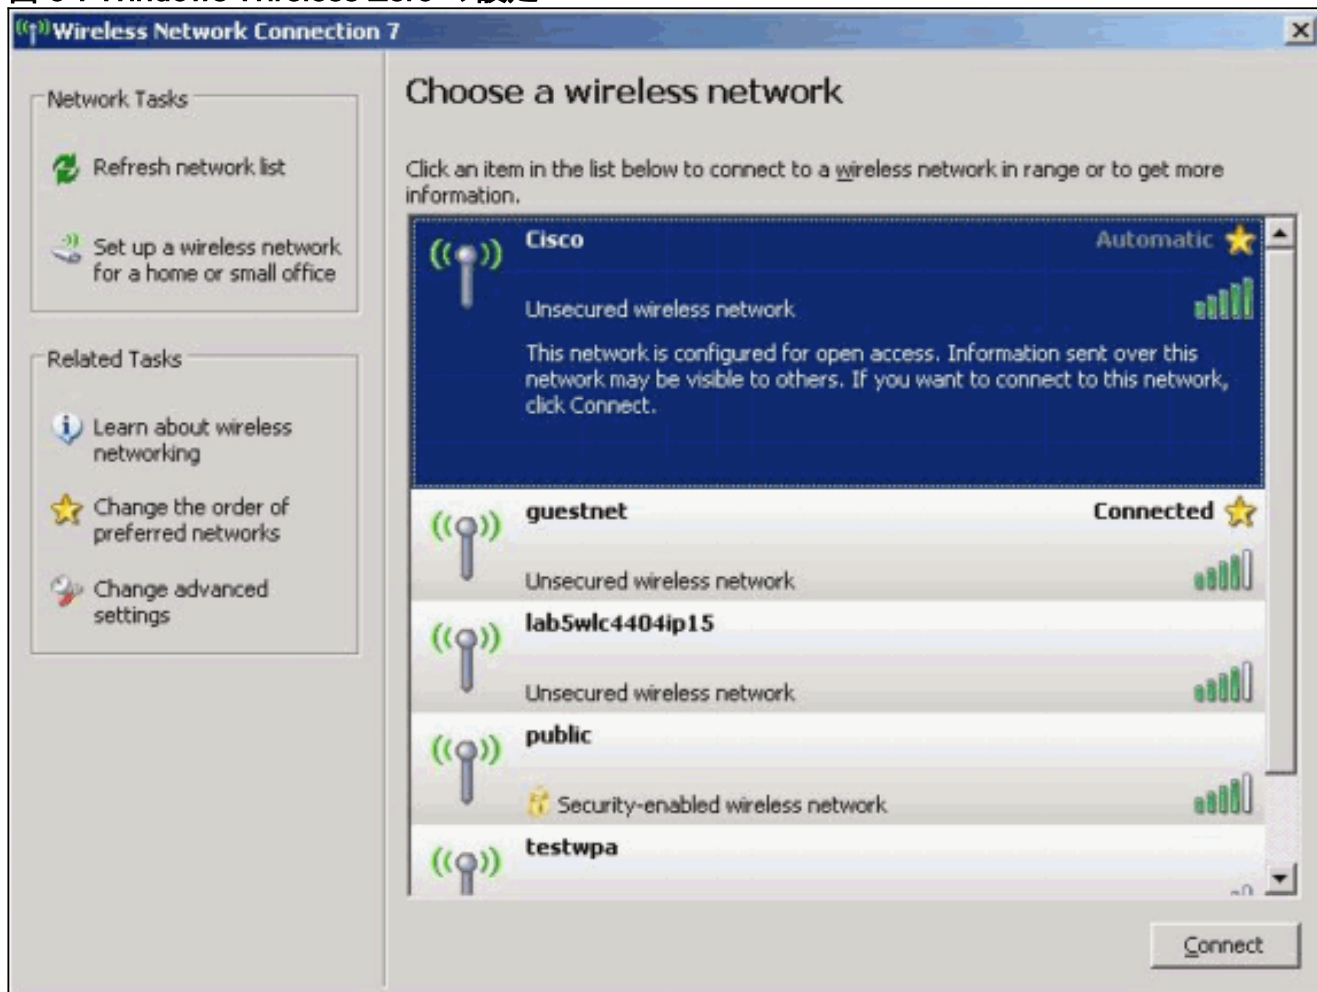 Wireless Network Connection 7
Network Tasks
Refresh network list
Set up a wireless network
for a home or small office
Related Tasks
Learn about wireless
networking
Change the order of
preferred networks
Change advanced
settings
Choose a wireless network
Click an item in the list below to connect to a wireless network in range or to get more
information.
Cisco
Automatic
Unsecured wireless network
This network is configured for open access. Information sent over this
network may be visible to others. If you want to connect to this network,
click Connect.
guestnet
Connected
Unsecured wireless network
lab5wlc4404ip15
Unsecured wireless network
public
Security-enabled wireless network
testwpa
Connect